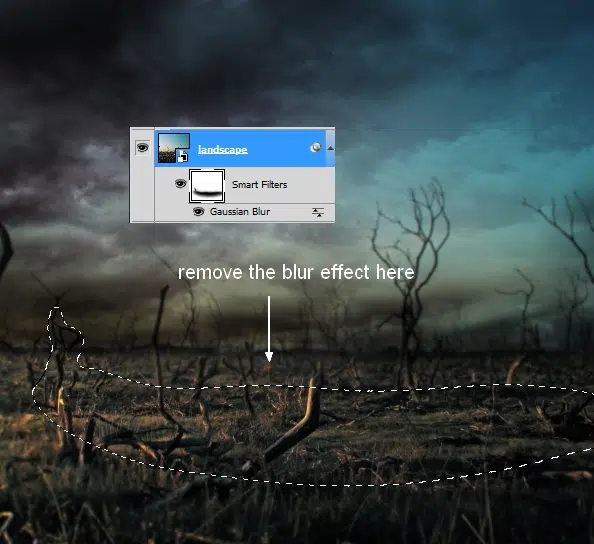 landscape
Smart Filters
Gaussian Blur
remove the blur effect here